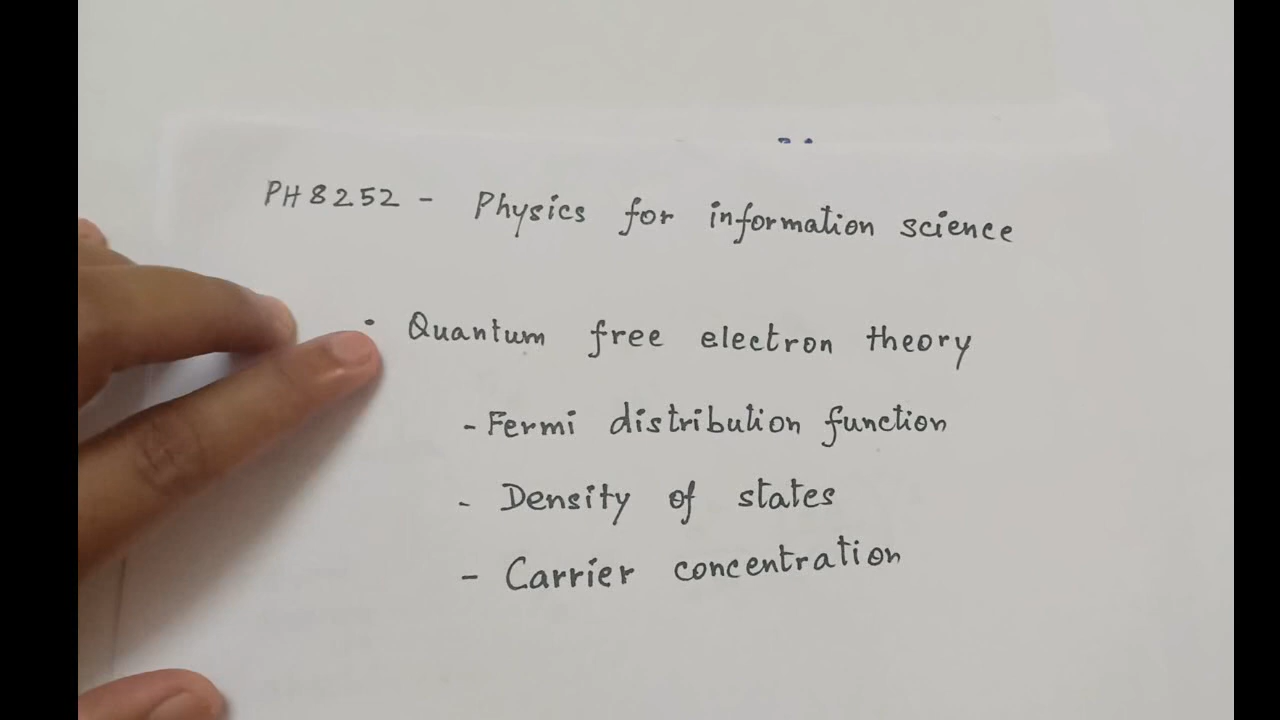 PH8252 - Physics for information science
• Quantum free electron theory
- Fermi distribution function
- Density of states
- Carrier concentration